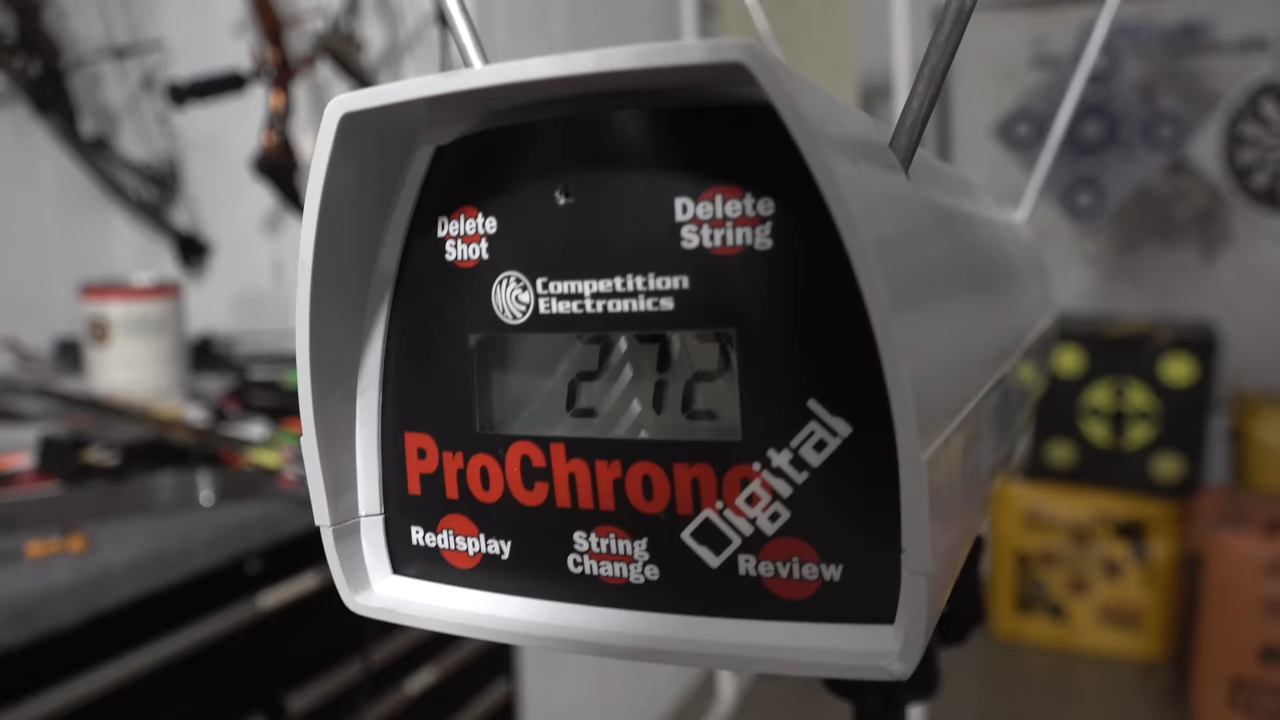 Delete
Shot
Delete
String
Competition
Electronics
272
ProChrono
Digital
Redisplay
String
Change
Review